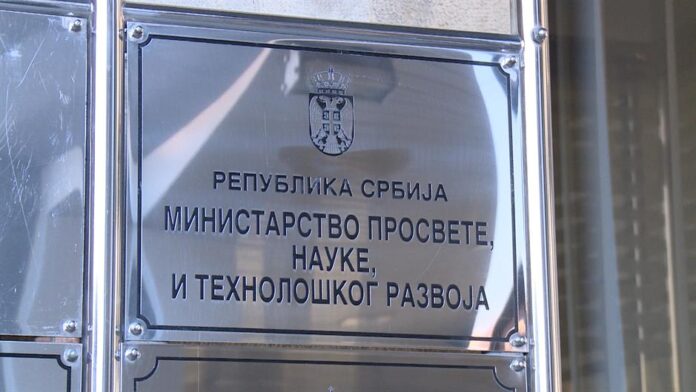 РЕПУБЛИКА СРБИЈА
МИНИСТАРСТВО ПРОСВЕТЕ,
НАУКЕ,
И ТЕХНОЛОШКОГ РАЗВОЈА